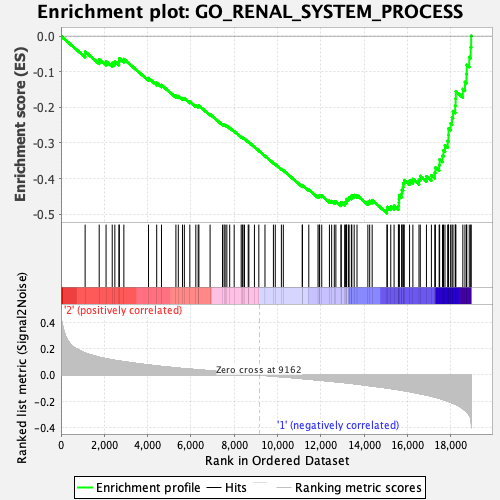 Enrichment plot: GO_RENAL_SYSTEM_PROCESS
Enrichment score (ES)
0.0
-0.1
-0.2
-0.3
-0.4
-0.5
'2' (positively correlated)
Ranked list metric (Signal2Noise)
0.4
0.2
0.0
-0.2
-0.4
Zero cross at 9162
'1' (negatively correlated)
0
2,000
4,000
6,000
8,000
10,000
12,000
14,000
16,000
18,000
Rank in Ordered Dataset
Enrichment profile
Hits
Ranking metric scores